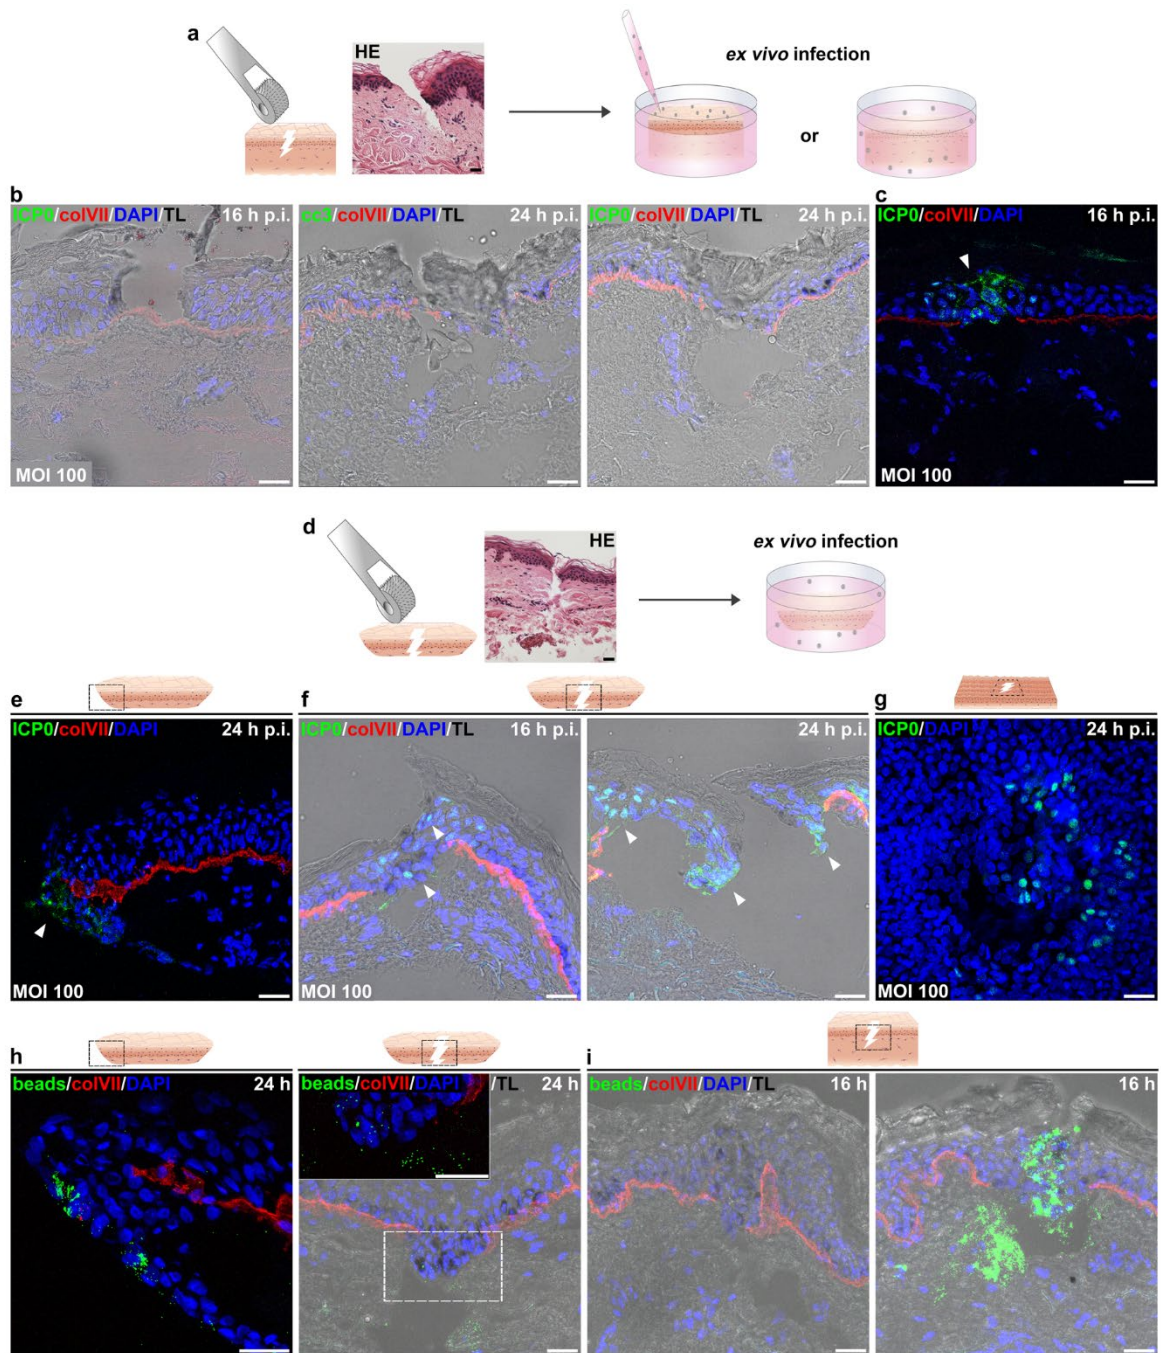 a
HE
ex vivo infection
or
b
ICP0/colVII/DAPI/TL 16 h p.i.
MOI 100
cc3/colVII/DAPI/TL 24 h p.i.
ICP0/colVII/DAPI/TL 24 h p.i.
c
ICP0/colVII/DAPI 16 h p.i.
d
HE
ex vivo infection
e
ICP0/colVII/DAPI 24 h p.i.
MOI 100
f
ICP0/colVII/DAPI/TL 16 h p.i.
MOI 100
24 h p.i.
g
ICP0/DAPI 24 h p.i.
MOI 100
h
beads/colVII/DAPI 24 h
beads/colVII/DAPI /TL 24 h
i
beads/colVII/DAPI/TL 16 h
16 h